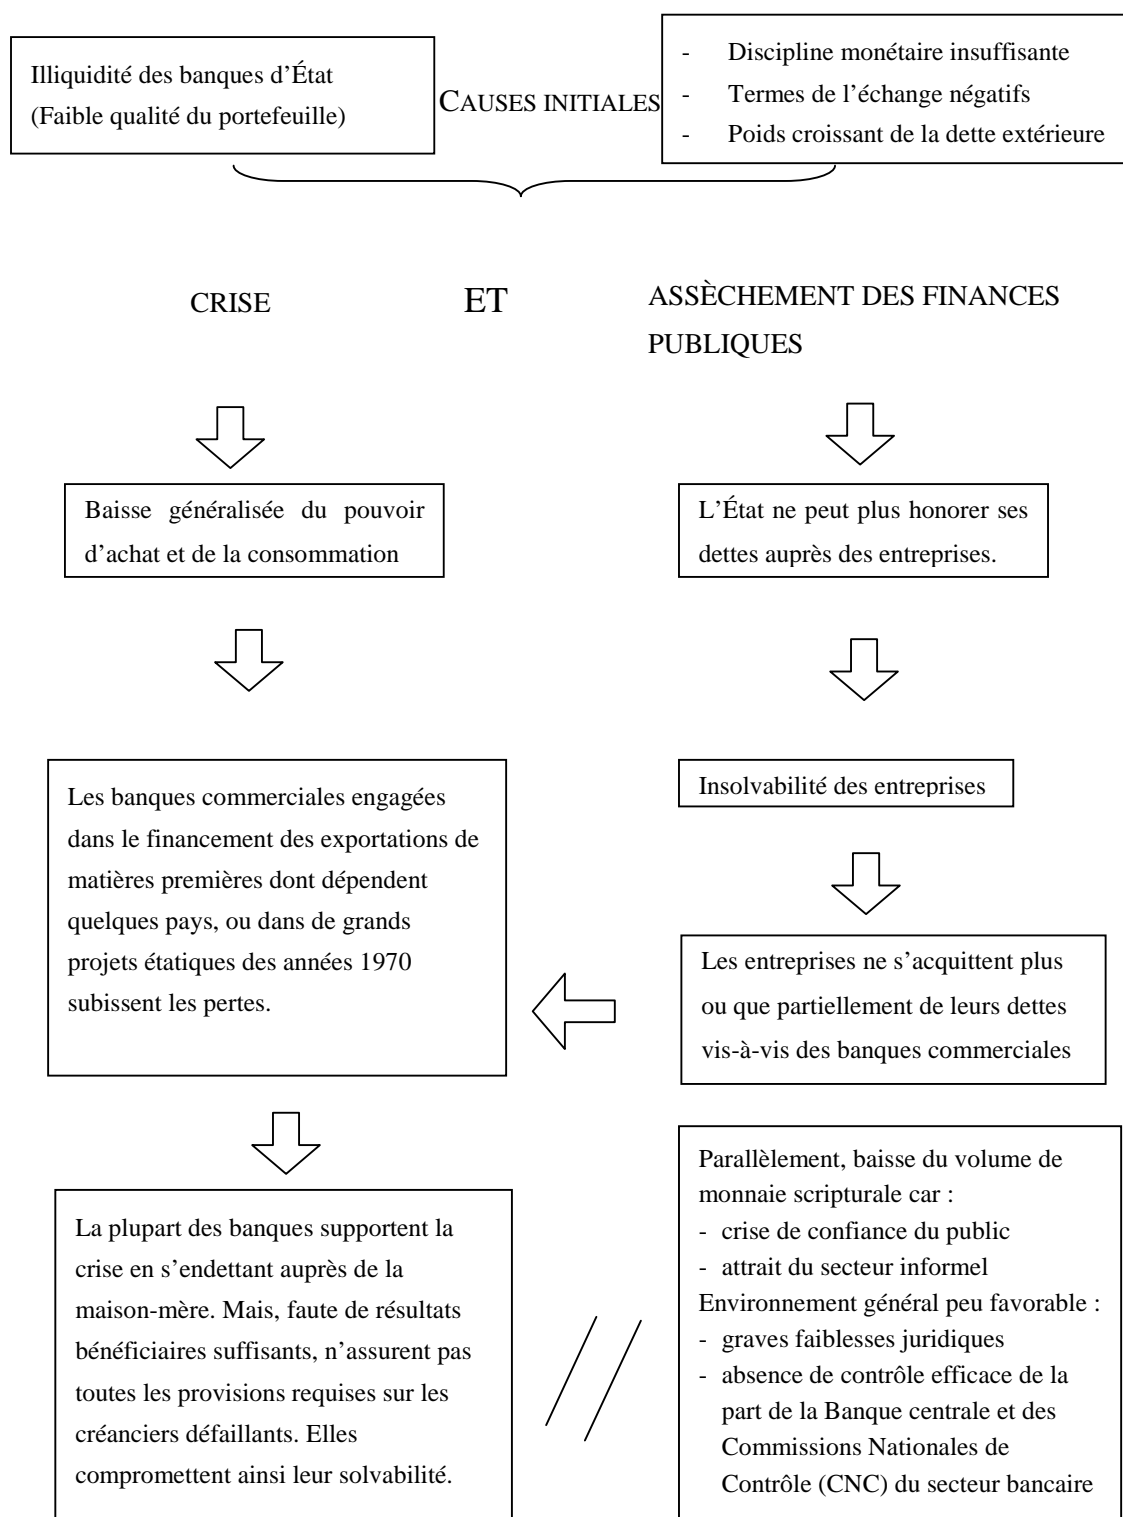 Illiquidité des banques d’État
(Faible qualité du portefeuille)
CAUSES INITIALES
- Discipline monétaire insuffisante
- Termes de l’échange négatifs
- Poids croissant de la dette extérieure
CRISE
ET
ASSÈCHEMENT DES FINANCES
PUBLIQUES
Baisse généralisée du pouvoir
d’achat et de la consommation
L’État ne peut plus honorer ses
dettes auprès des entreprises.
Les banques commerciales engagées
dans le financement des exportations de
matières premières dont dépendent
quelques pays, ou dans de grands
projets étatiques des années 1970
subissent les pertes.
Insolvabilité des entreprises
Les entreprises ne s’acquittent plus
ou que partiellement de leurs dettes
vis-à-vis des banques commerciales
La plupart des banques supportent la
crise en s’endettant auprès de la
maison-mère. Mais, faute de résultats
bénéficiaires suffisants, n’assurent pas
toutes les provisions requises sur les
créanciers défaillants. Elles
compromettent ainsi leur solvabilité.
Parallèlement, baisse du volume de
monnaie scripturale car :
- crise de confiance du public
- attrait du secteur informel
Environnement général peu favorable :
- graves faiblesses juridiques
- absence de contrôle efficace de la
part de la Banque centrale et des
Commissions Nationales de
Contrôle (CNC) du secteur bancaire